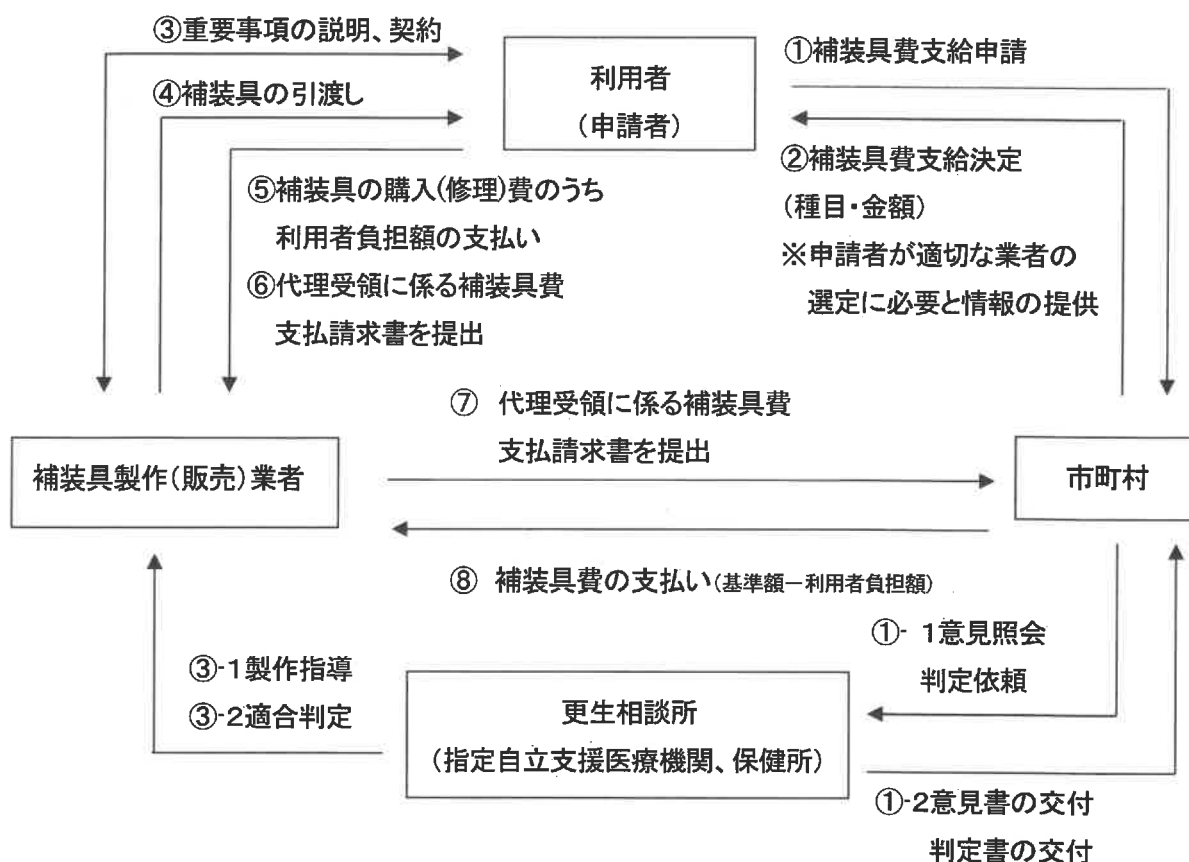 ③重要事項の説明、契約
④補装具の引渡し
利用者
(申請者)
①補装具費支給申請
②補装具費支給決定
(種目・金額)
※申請者が適切な業者の
選定に必要と情報の提供
⑤補装具の購入(修理)費のうち
利用者負担額の支払い
⑥代理受領に係る補装具費
支払請求書を提出
⑦ 代理受領に係る補装具費
支払請求書を提出
補装具製作(販売)業者
市町村
⑧ 補装具費の支払い(基準額－利用者負担額)
①-1意見照会
判定依頼
③-1製作指導
③-2適合判定
更生相談所
(指定自立支援医療機関、保健所)
①-2意見書の交付
判定書の交付